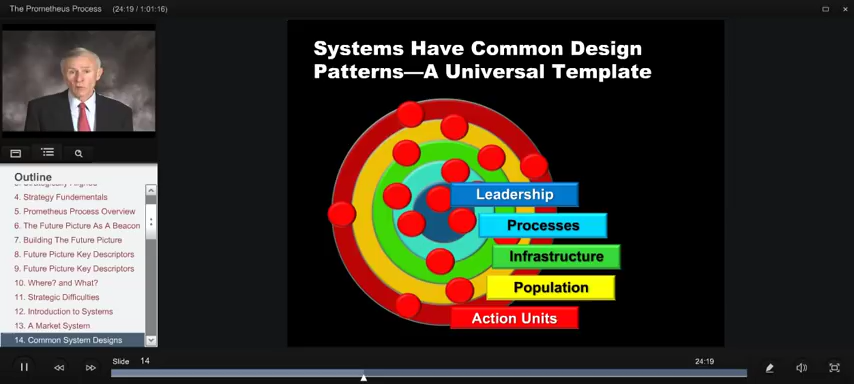 The Prometheus Process (24:19 / 1:01:16)
Systems Have Common Design
Patterns—A Universal Template
Leadership
Processes
Infrastructure
Population
Action Units
Outline
4. Strategy Fundamentals
5. Prometheus Process Overview
6. The Future Picture As A Beacon
7. Building The Future Picture
8. Future Picture Key Descriptors
9. Future Picture Key Descriptors
10. Where? and What?
11. Strategic Difficulties
12. Introduction to Systems
13. A Market System
14. Common System Designs
Slide 14
24:19